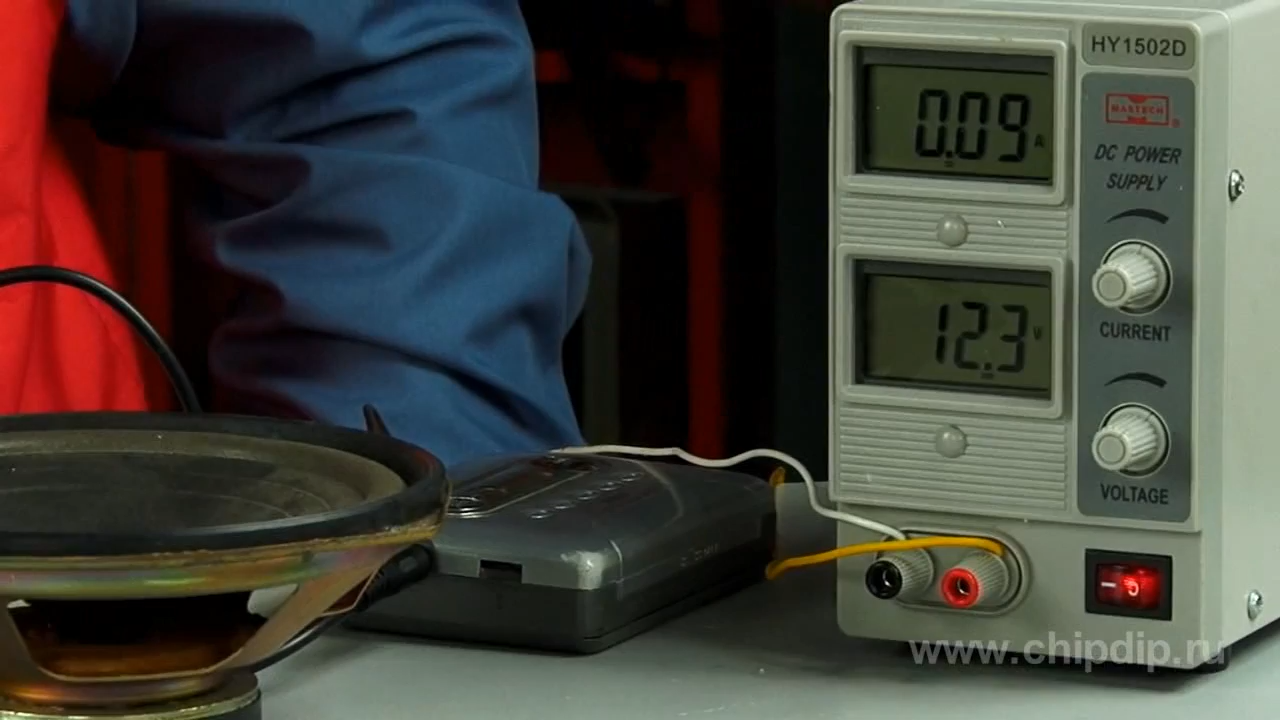 HY1502D
0.09 A
MASTECH ®
DC POWER
SUPPLY
12.3 V
CURRENT
VOLTAGE
www.chipdip.ru